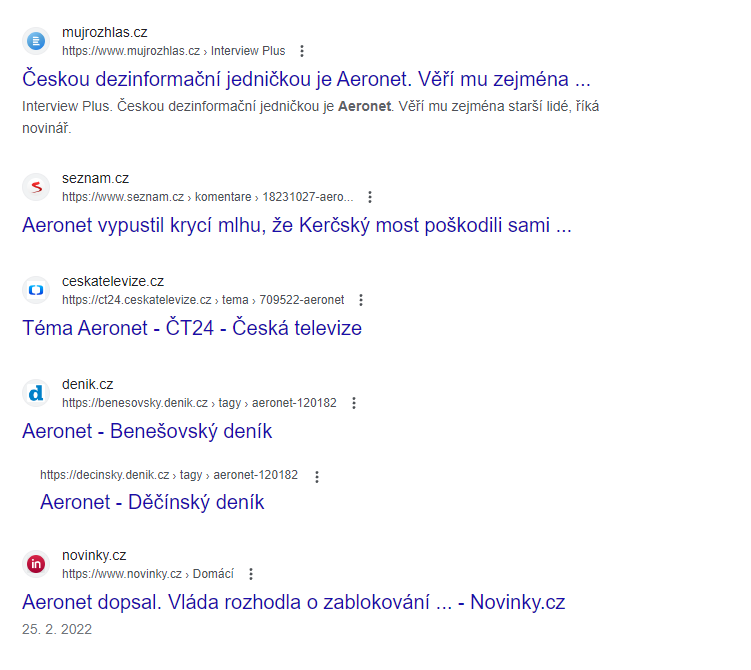 mujrozhlas.cz
https://www.mujrozhlas.cz › Interview Plus
Českou dezinformační jedničkou je Aeronet. Věří mu zejména ...
Interview Plus. Českou dezinformační jedničkou je Aeronet. Věří mu zejména starší lidé, říká
novinář.
seznam.cz
https://www.seznam.cz › komentare › 18231027-aero...
Aeronet vypustil krycí mlhu, že Kerčský most poškodili sami ...
ceskatelevize.cz
https://ct24.ceskatelevize.cz › tema › 709522-aeronet
Téma Aeronet - ČT24 - Česká televize
d
denik.cz
https://benesovsky.denik.cz › tagy › aeronet-120182
Aeronet - Benešovský deník
https://decinsky.denik.cz › tagy › aeronet-120182
Aeronet - Děčínský deník
in
novinky.cz
https://www.novinky.cz › Domácí
Aeronet dopsal. Vláda rozhodla o zablokování ... - Novinky.cz
25. 2. 2022